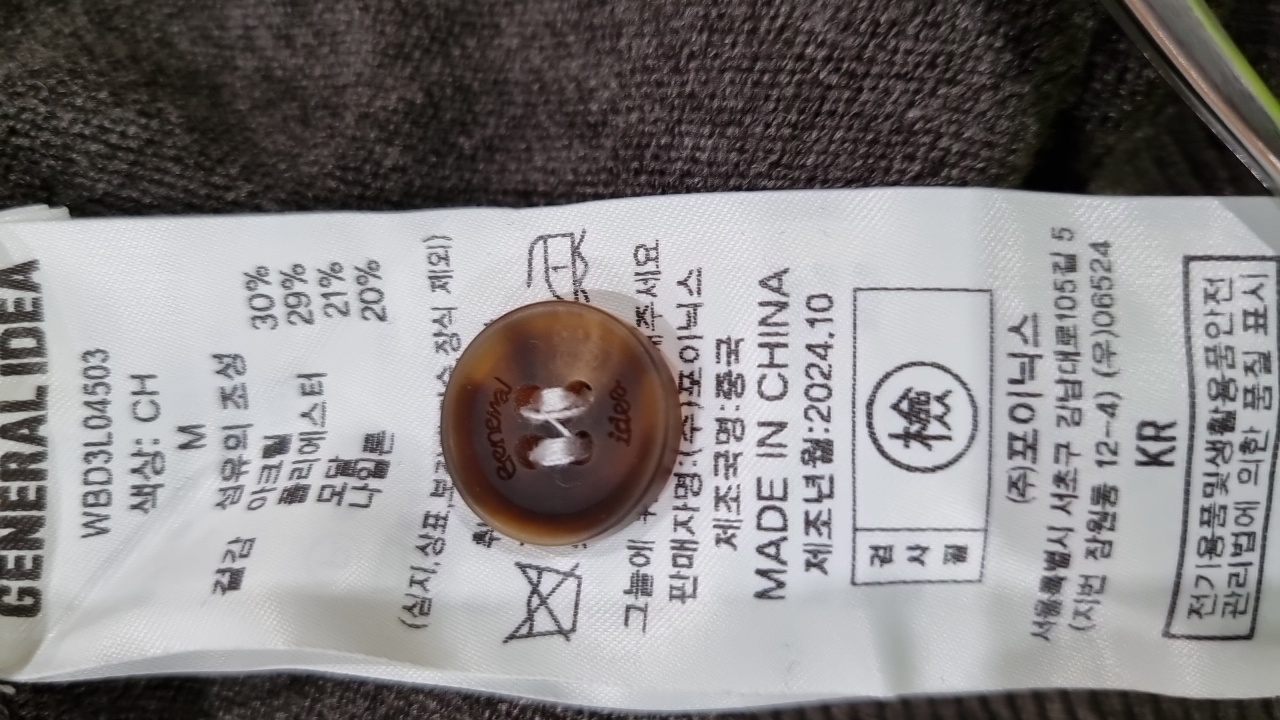 GENERAL IDEA
WBD3L04503
색상: CH
M
겉감 섬유의 조성
아크릴 30%
폴리에스터 29%
모달 21%
나일론 20%
(심지,상표 장식 제외)
General
idea
그늘에 주세요
판매자명:(주)포이닉스
제조국명:중국
MADE IN CHINA
제조년월:2024.10
檢
검사필
(주)포이닉스
서울특별시 서초구 강남대로105길 5
(지번 잠원동 12-4) (우)06524
KR
전기용품및생활용품안전
관리법에 의한 품질 표시